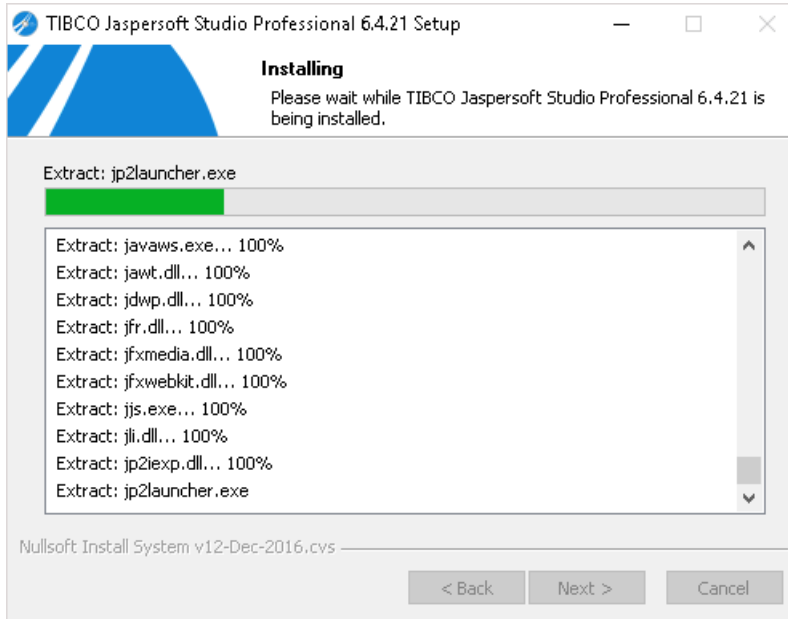 TIBCO Jaspersoft Studio Professional 6.4.21 Setup
Installing
Please wait while TIBCO Jaspersoft Studio Professional 6.4.21 is
being installed.
Extract: jp2launcher.exe
Extract: javaws.exe... 100%
Extract: jawt.dll... 100%
Extract: jdwp.dll... 100%
Extract: jfr.dll... 100%
Extract: jfxmedia.dll... 100%
Extract: jfxwebkit.dll... 100%
Extract: jjs.exe... 100%
Extract: jli.dll... 100%
Extract: jp2iexp.dll... 100%
Extract: jp2launcher.exe
Nullsoft Install System v12-Dec-2016.cvs
< Back Next > Cancel